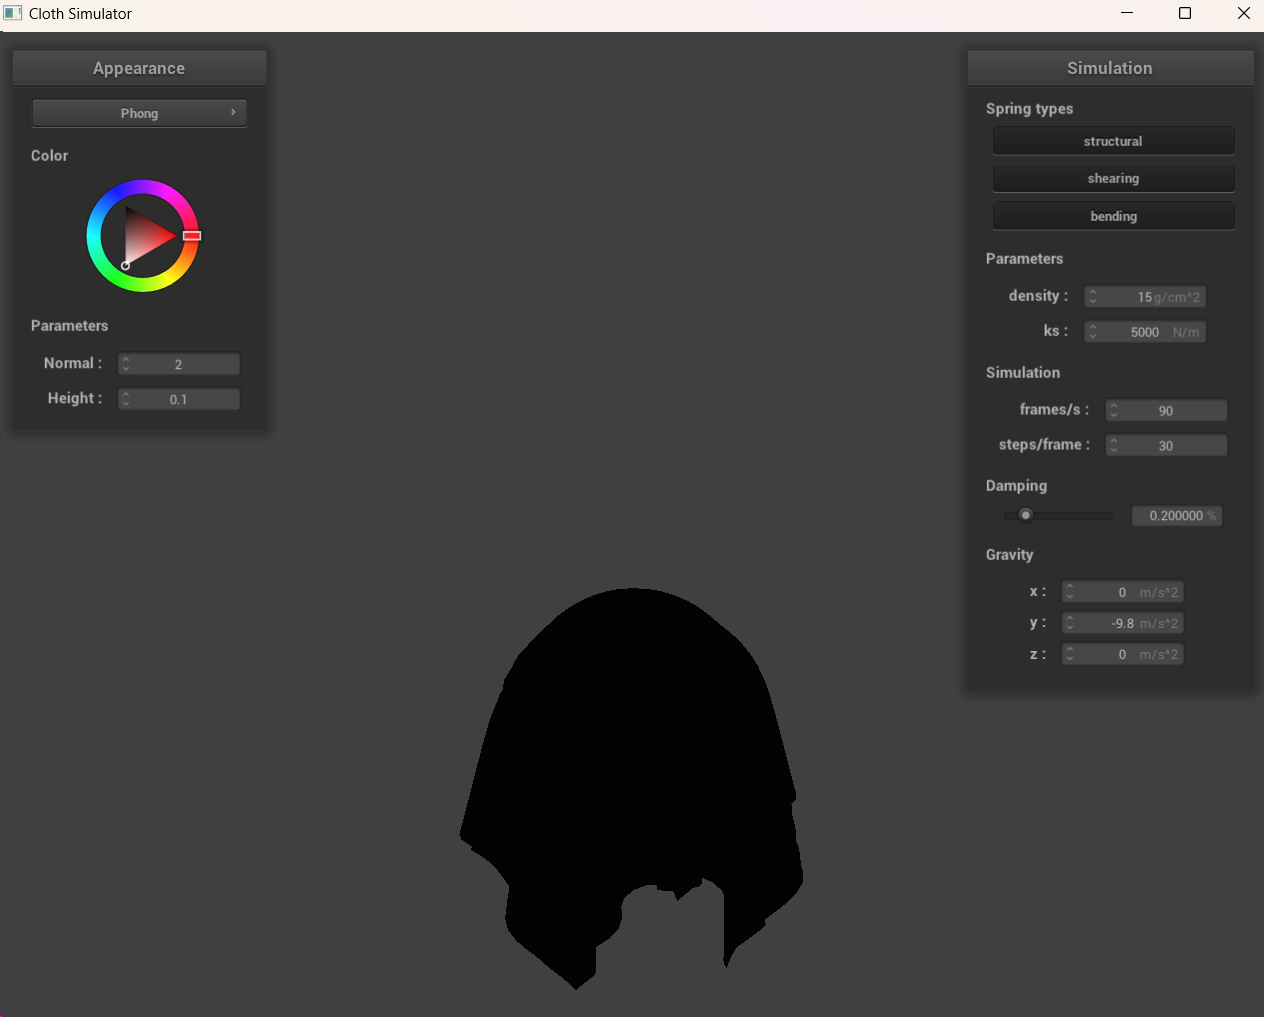 Cloth Simulator
Appearance
Phong
Color
Parameters
Normal : 2
Height : 0.1
Simulation
Spring types
structural
shearing
bending
Parameters
density : 15 g/cm^2
ks : 5000 N/m
Simulation
frames/s : 90
steps/frame : 30
Damping
0.200000 %
Gravity
x : 0 m/s^2
y : -9.8 m/s^2
z : 0 m/s^2